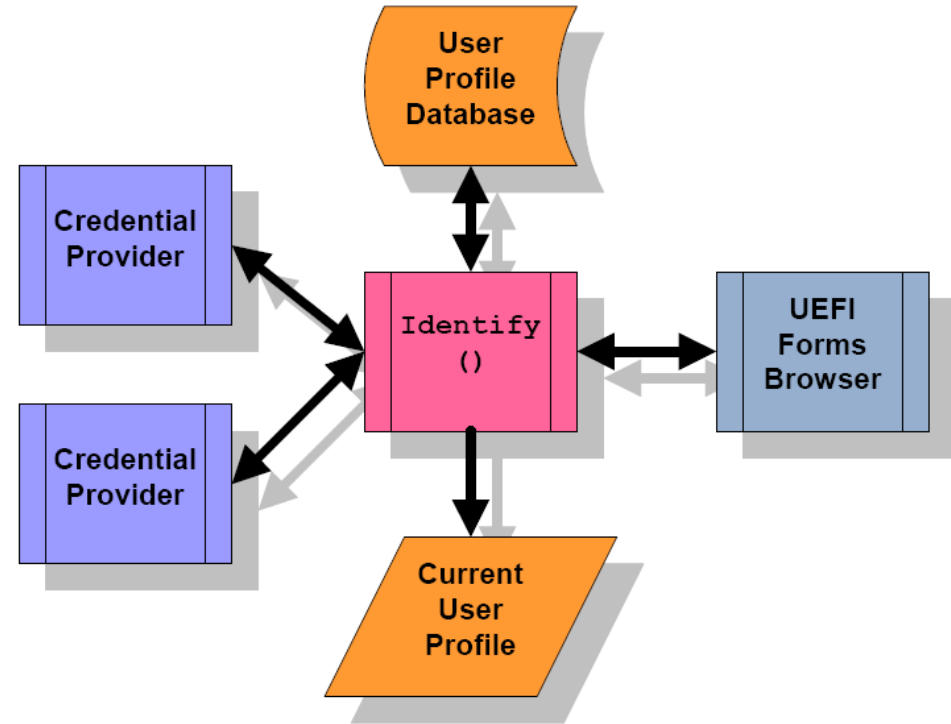 User
Profile
Database
Credential
Provider
Identify
()
UEFI
Forms
Browser
Credential
Provider
Current
User
Profile